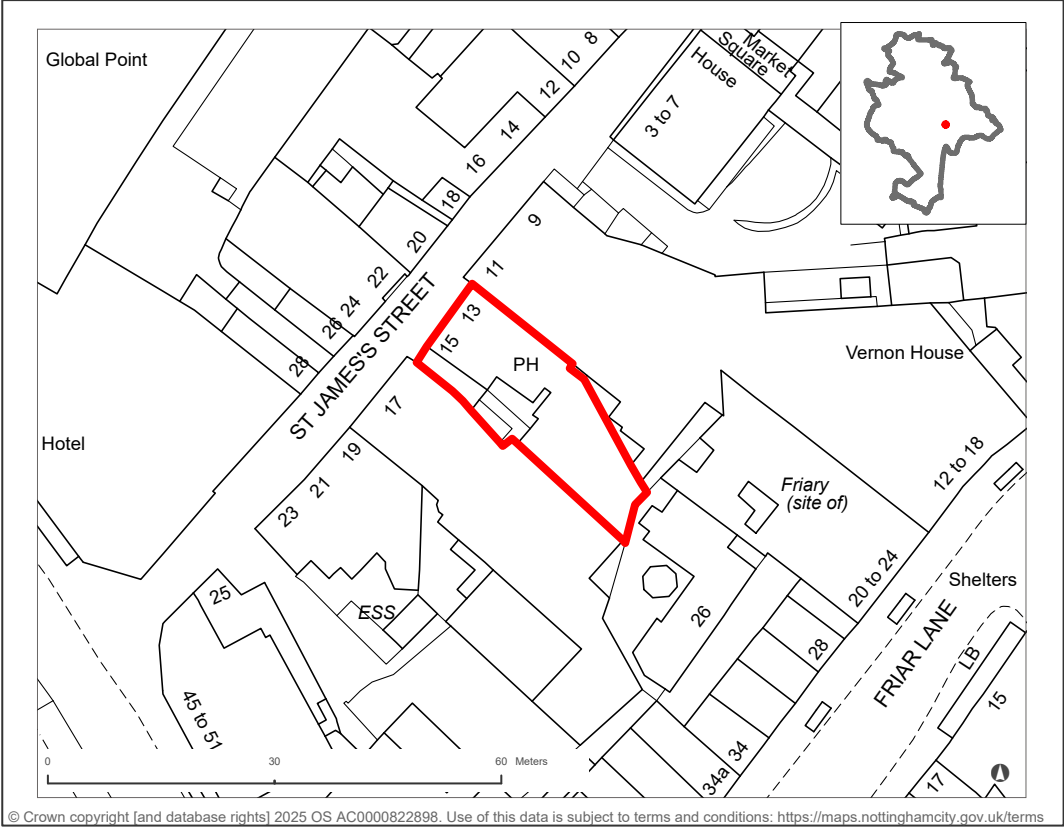 Global Point
8
10
12
14
16
18
20
22
24
26
28
Market
Square
House
3 to 7
9
11
13
15
PH
17
19
21
23
25
ST JAMES'S STREET
Hotel
Vernon House
12 to 18
Friary
(site of)
20 to 24
Shelters
26
28
FRIAR LANE
LB
15
17
34
34a
ESS
45 to 51
0 30 60 Meters
© Crown copyright [and database rights] 2025 OS AC0000822898. Use of this data is subject to terms and conditions: https://maps.nottinghamcity.gov.uk/terms